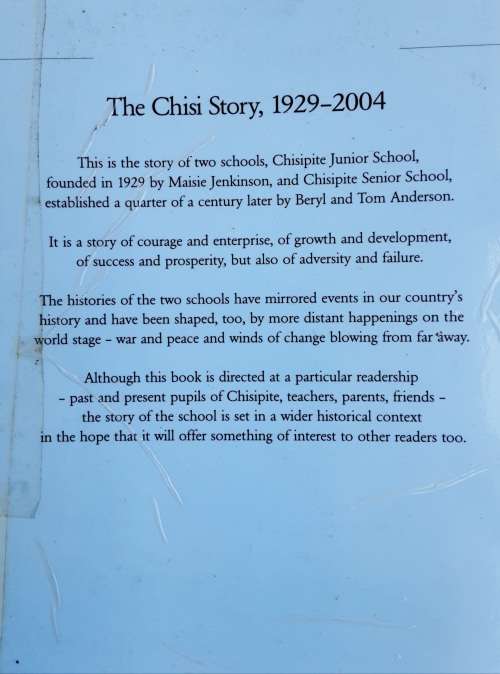 The Chisi Story, 1929–2004
This is the story of two schools, Chisipite Junior School,
founded in 1929 by Maisie Jenkinson, and Chisipite Senior School,
established a quarter of a century later by Beryl and Tom Anderson.
It is a story of courage and enterprise, of growth and development,
of success and prosperity, but also of adversity and failure.
The histories of the two schools have mirrored events in our country's
history and have been shaped, too, by more distant happenings on the
world stage – war and peace and winds of change blowing from far away.
Although this book is directed at a particular readership
– past and present pupils of Chisipite, teachers, parents, friends –
the story of the school is set in a wider historical context
in the hope that it will offer something of interest to other readers too.